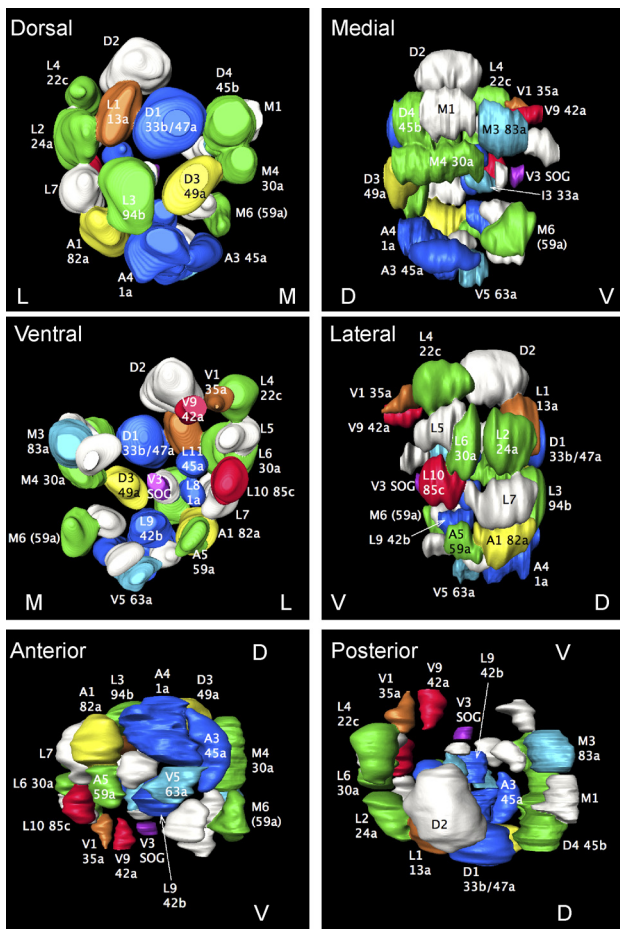 Dorsal
D2
L4
22c
L1
13a
D1
33b/47a
D4
45b
M1
L2
24a
L7
L3
94b
D3
49a
M4
30a
M6 (59a)
A1
82a
A4
1a
A3 45a
L
M
Medial
D2
L4
22c
V1 35a
V9 42a
M1
D4
45b
M3 83a
M4 30a
V3 SOG
D3
49a
I3 33a
A4
1a
M6
(59a)
A3 45a
V5 63a
D
V
Ventral
D2
V1
35a
V9
42a
L4
22c
M3
83a
D1
33b/47a
L5
L11
45a
L6
30a
M4 30a
D3
49a
V3
SOG
L8
1a
L10 85c
L7
M6 (59a)
L9
42b
A1 82a
A5
59a
V5 63a
M
L
Lateral
L4
22c
D2
V1 35a
V9 42a
L1
13a
L5
L6
30a
L2
24a
D1
33b/47a
V3 SOG
L10
85c
L7
L3
94b
M6 (59a)
L9 42b
A5
59a
A1 82a
A4
1a
V5 63a
V
D
Anterior
D
A4
1a
L3
94b
D3
49a
A1
82a
L7
A3
45a
M4
30a
L6 30a
A5
59a
V5
63a
M6
(59a)
L10 85c
V1
35a
V9
42a
V3
SOG
L9
42b
V
Posterior
V
L9
42b
V1
35a
V9
42a
V3
SOG
L4
22c
M3
83a
L6
30a
A3
45a
M1
L2
24a
D2
L1
13a
D4 45b
D1
33b/47a
D